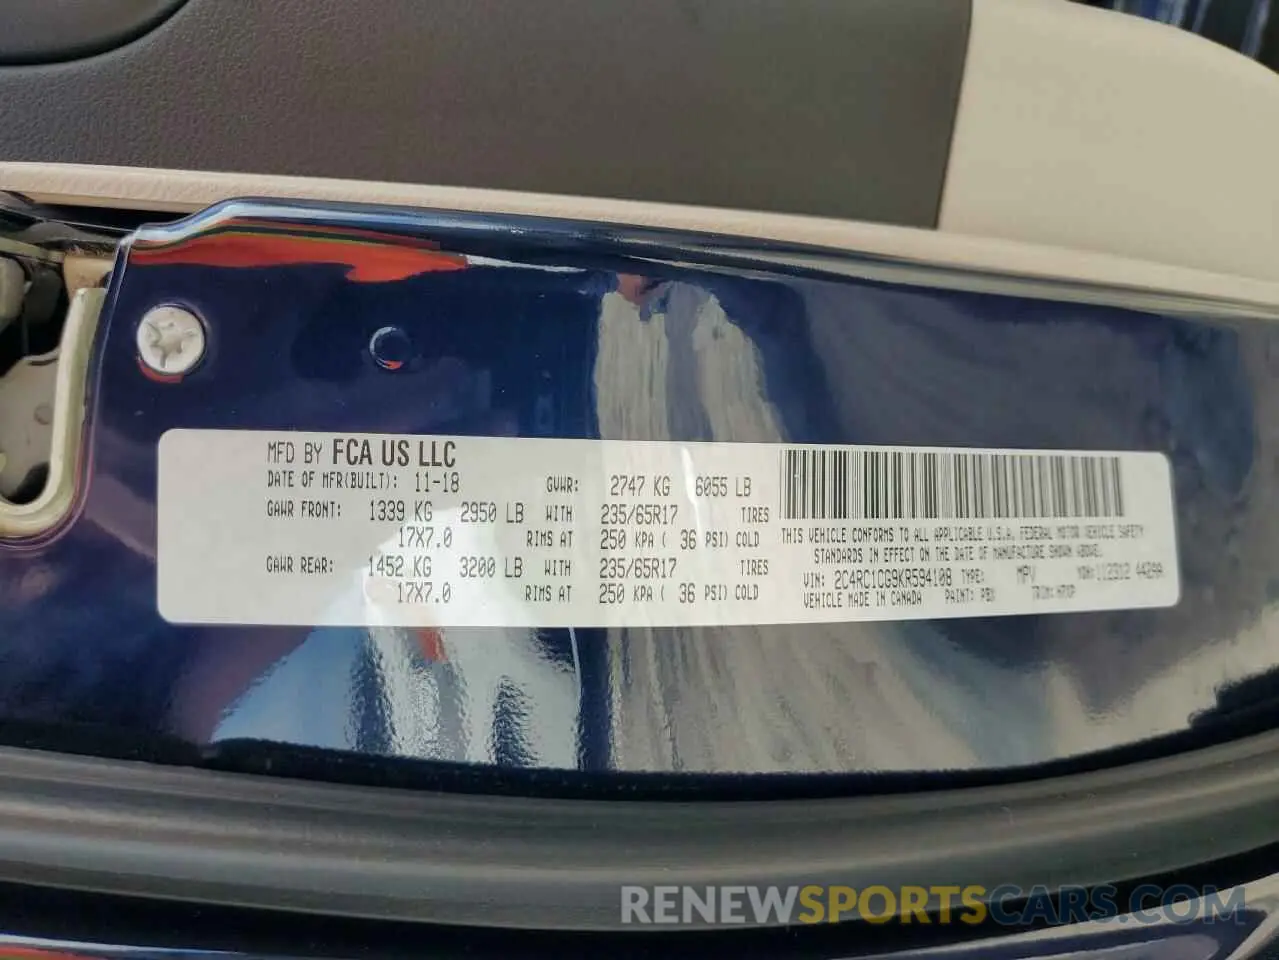 MFD BY FCA US LLC
DATE OF MFR(BUILT): 11-18 GVWR: 2747 KG 6055 LB
GAWR FRONT: 1339 KG 2950 LB WITH 235/65R17 TIRES
17X7.0 RIMS AT 250 KPA ( 36 PSI) COLD
GAWR REAR: 1452 KG 3200 LB WITH 235/65R17 TIRES
17X7.0 RIMS AT 250 KPA ( 36 PSI) COLD
THIS VEHICLE CONFORMS TO ALL APPLICABLE U.S.A. FEDERAL MOTOR VEHICLE SAFETY
STANDARDS IN EFFECT ON THE DATE OF MANUFACTURE SHOWN ABOVE.
VIN: 2C4RC1CG9KR594108 TYPE: MPV
VEHICLE MADE IN CANADA PAINT: PBX TRIM:
RENEWSPORTSCARS.COM